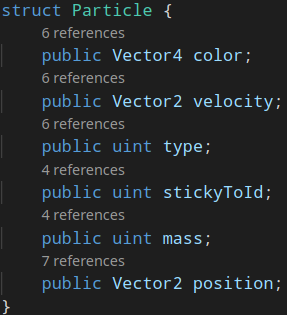 struct Particle {
6 references
public Vector4 color;
6 references
public Vector2 velocity;
6 references
public uint type;
4 references
public uint stickyToId;
4 references
public uint mass;
7 references
public Vector2 position;
}